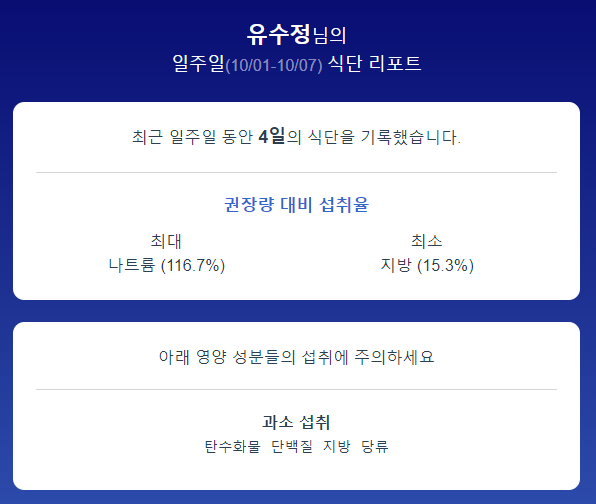 유수정님의
일주일(10/01-10/07) 식단 리포트
최근 일주일 동안 4일의 식단을 기록했습니다.
권장량 대비 섭취율
최대 최소
나트륨 (116.7%) 지방 (15.3%)
아래 영양 성분들의 섭취에 주의하세요
과소 섭취
탄수화물 단백질 지방 당류